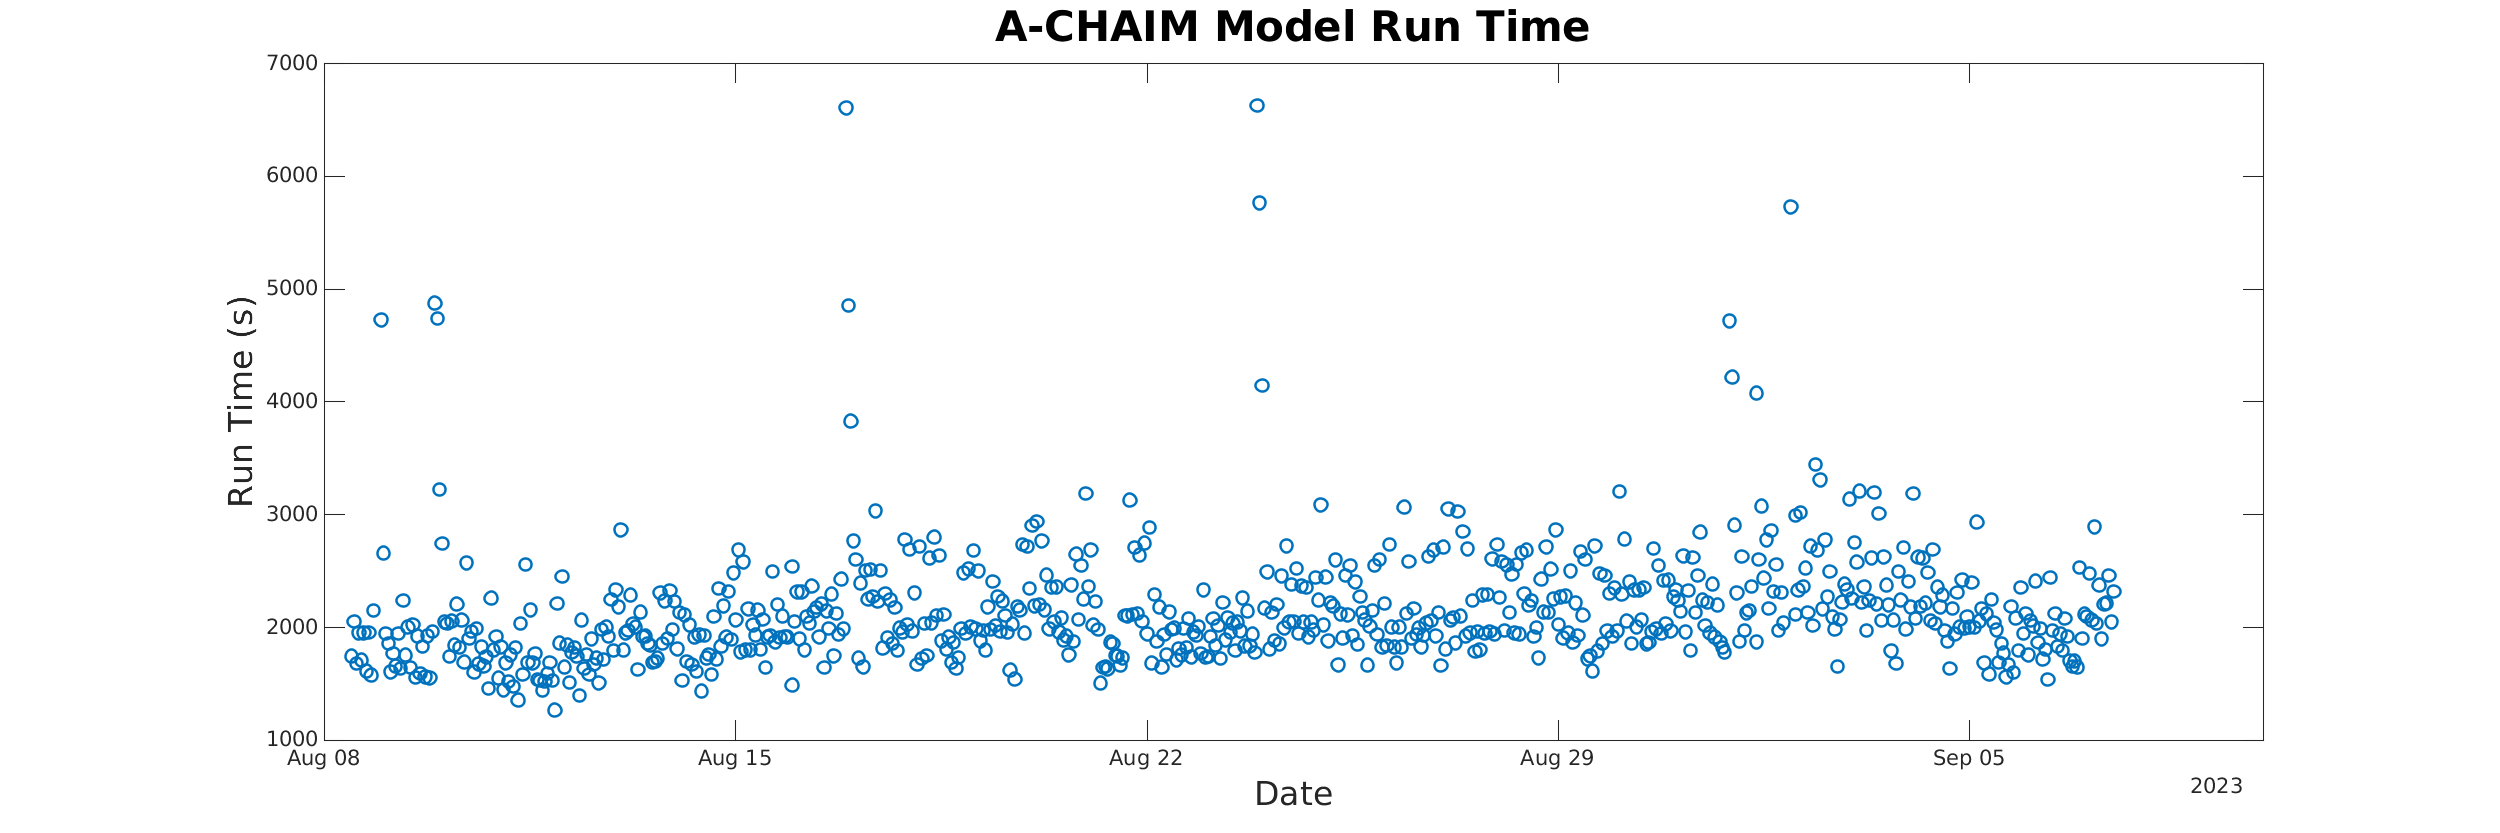 A-CHAIM Model Run Time
7000
6000
5000
4000
3000
2000
1000
Run Time (s)
Aug 08
Aug 15
Aug 22
Aug 29
Sep 05
2023
Date